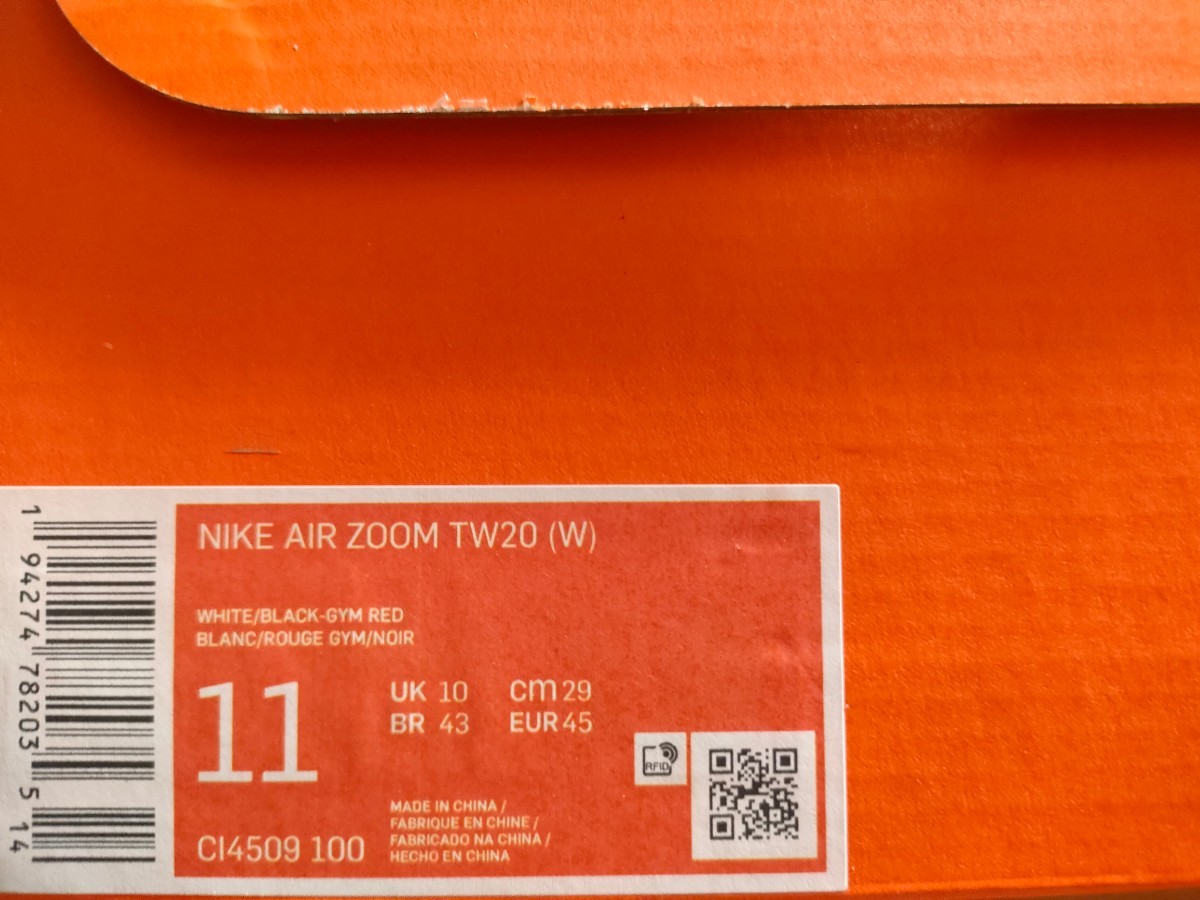 NIKE AIR ZOOM TW20 (W)
WHITE/BLACK-GYM RED
BLANC/ROUGE GYM/NOIR
11
UK 10 cm 29
BR 43 EUR 45
RFID
MADE IN CHINA /
FABRIQUE EN CHINE /
FABRICADO NA CHINA /
HECHO EN CHINA
CI4509 100
1 94274 78203 5 14